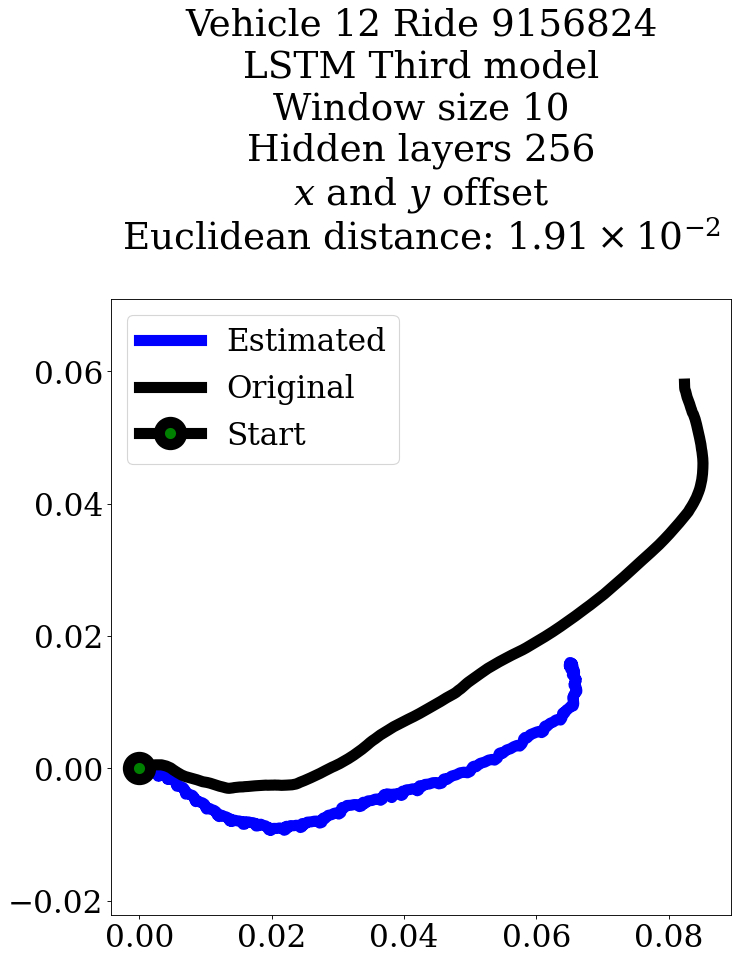 Vehicle 12 Ride 9156824
LSTM Third model
Window size 10
Hidden layers 256
x and y offset
Euclidean distance: 1.91 × 10⁻²
Estimated
Original
Start
0.06
0.04
0.02
0.00
−0.02
0.00 0.02 0.04 0.06 0.08